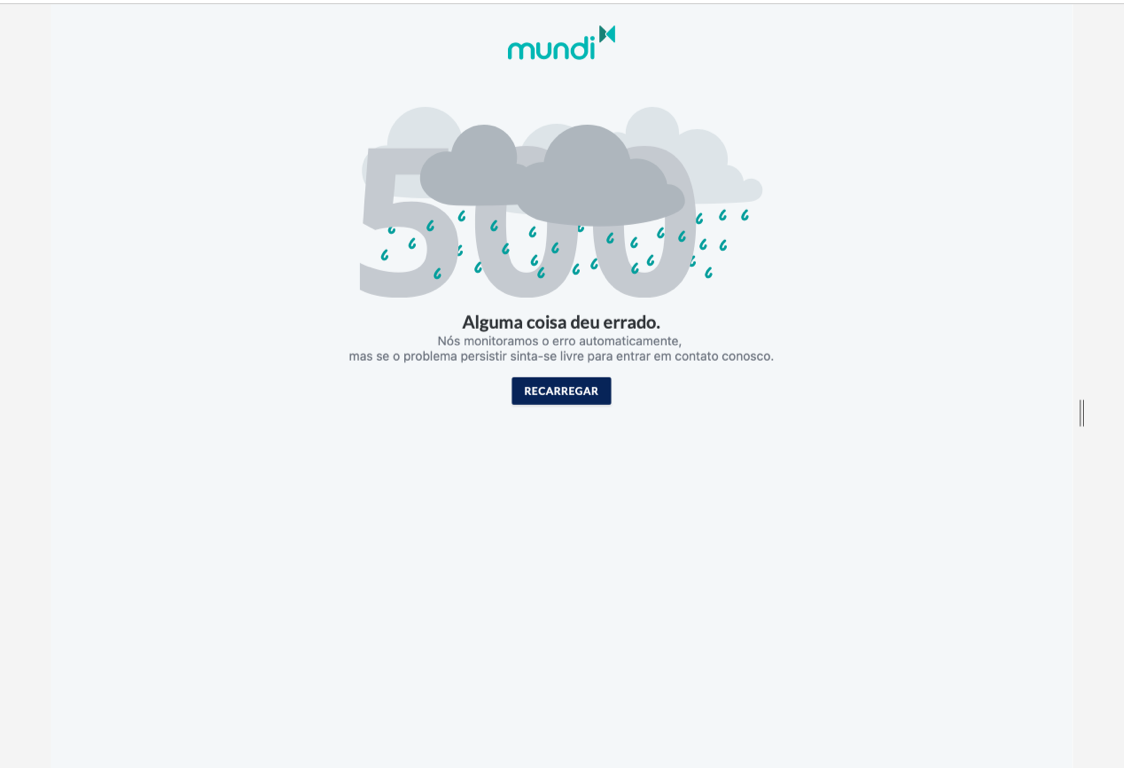 mundi
500
Alguma coisa deu errado.
Nós monitoramos o erro automaticamente,
mas se o problema persistir sinta-se livre para entrar em contato conosco.
RECARREGAR